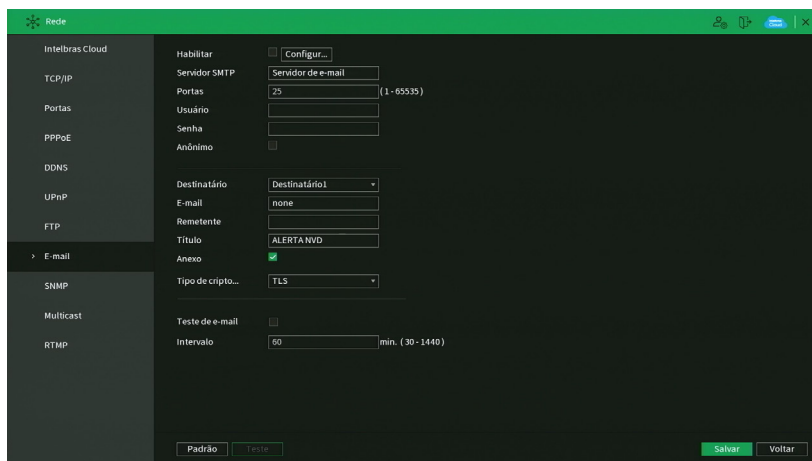 Rede
Intelbras Cloud
TCP/IP
Portas
PPPoE
DDNS
UPnP
FTP
E-mail
SNMP
Multicast
RTMP
Habilitar Configur...
Servidor SMTP Servidor de e-mail
Portas 25 (1-65535)
Usuário
Senha
Anônimo
Destinatário Destinatário1
E-mail none
Remetente
Título ALERTA NVD
Anexo
Tipo de cripto... TLS
Teste de e-mail
Intervalo 60 min. (30-1440)
Padrão Teste Salvar Voltar